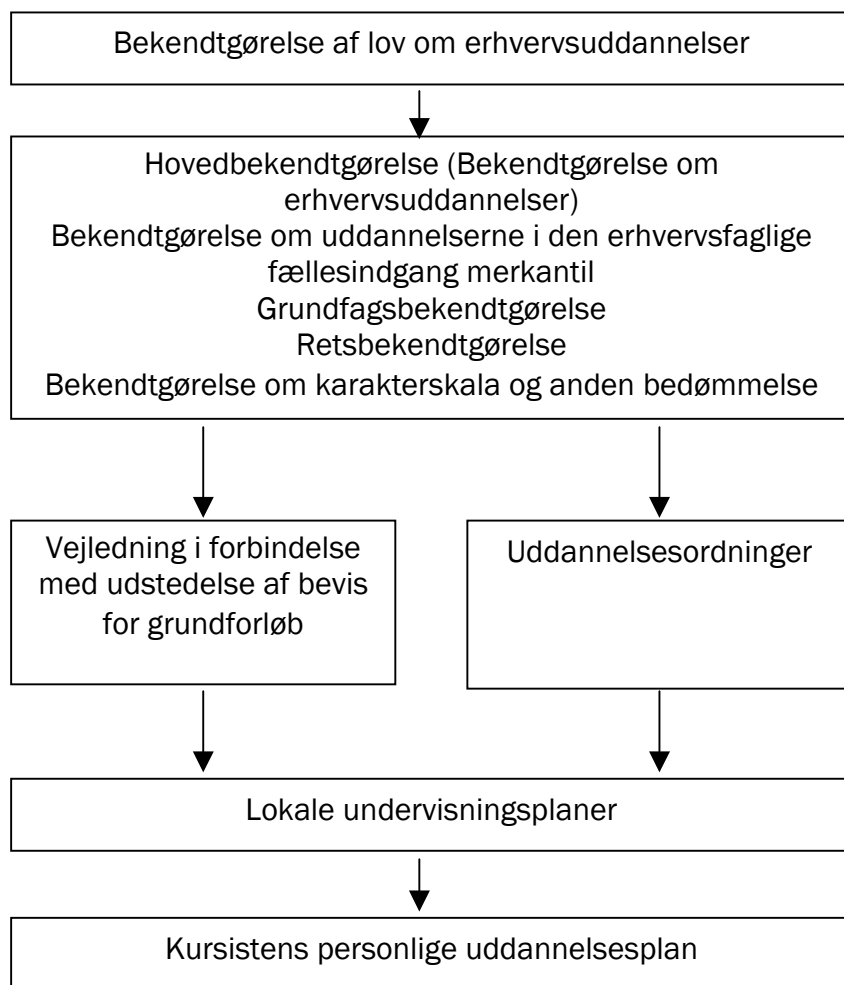 Bekendtgørelse af lov om erhvervsuddannelser
Hovedbekendtgørelse (Bekendtgørelse om
erhvervsuddannelser)
Bekendtgørelse om uddannelserne i den erhvervsfaglige
fællesindgang merkantil
Grundfagsbekendtgørelse
Retsbekendtgørelse
Bekendtgørelse om karakterskala og anden bedømmelse
Vejledning i forbindelse
med udstedelse af bevis
for grundforløb
Uddannelsesordninger
Lokale undervisningsplaner
Kursistens personlige uddannelsesplan